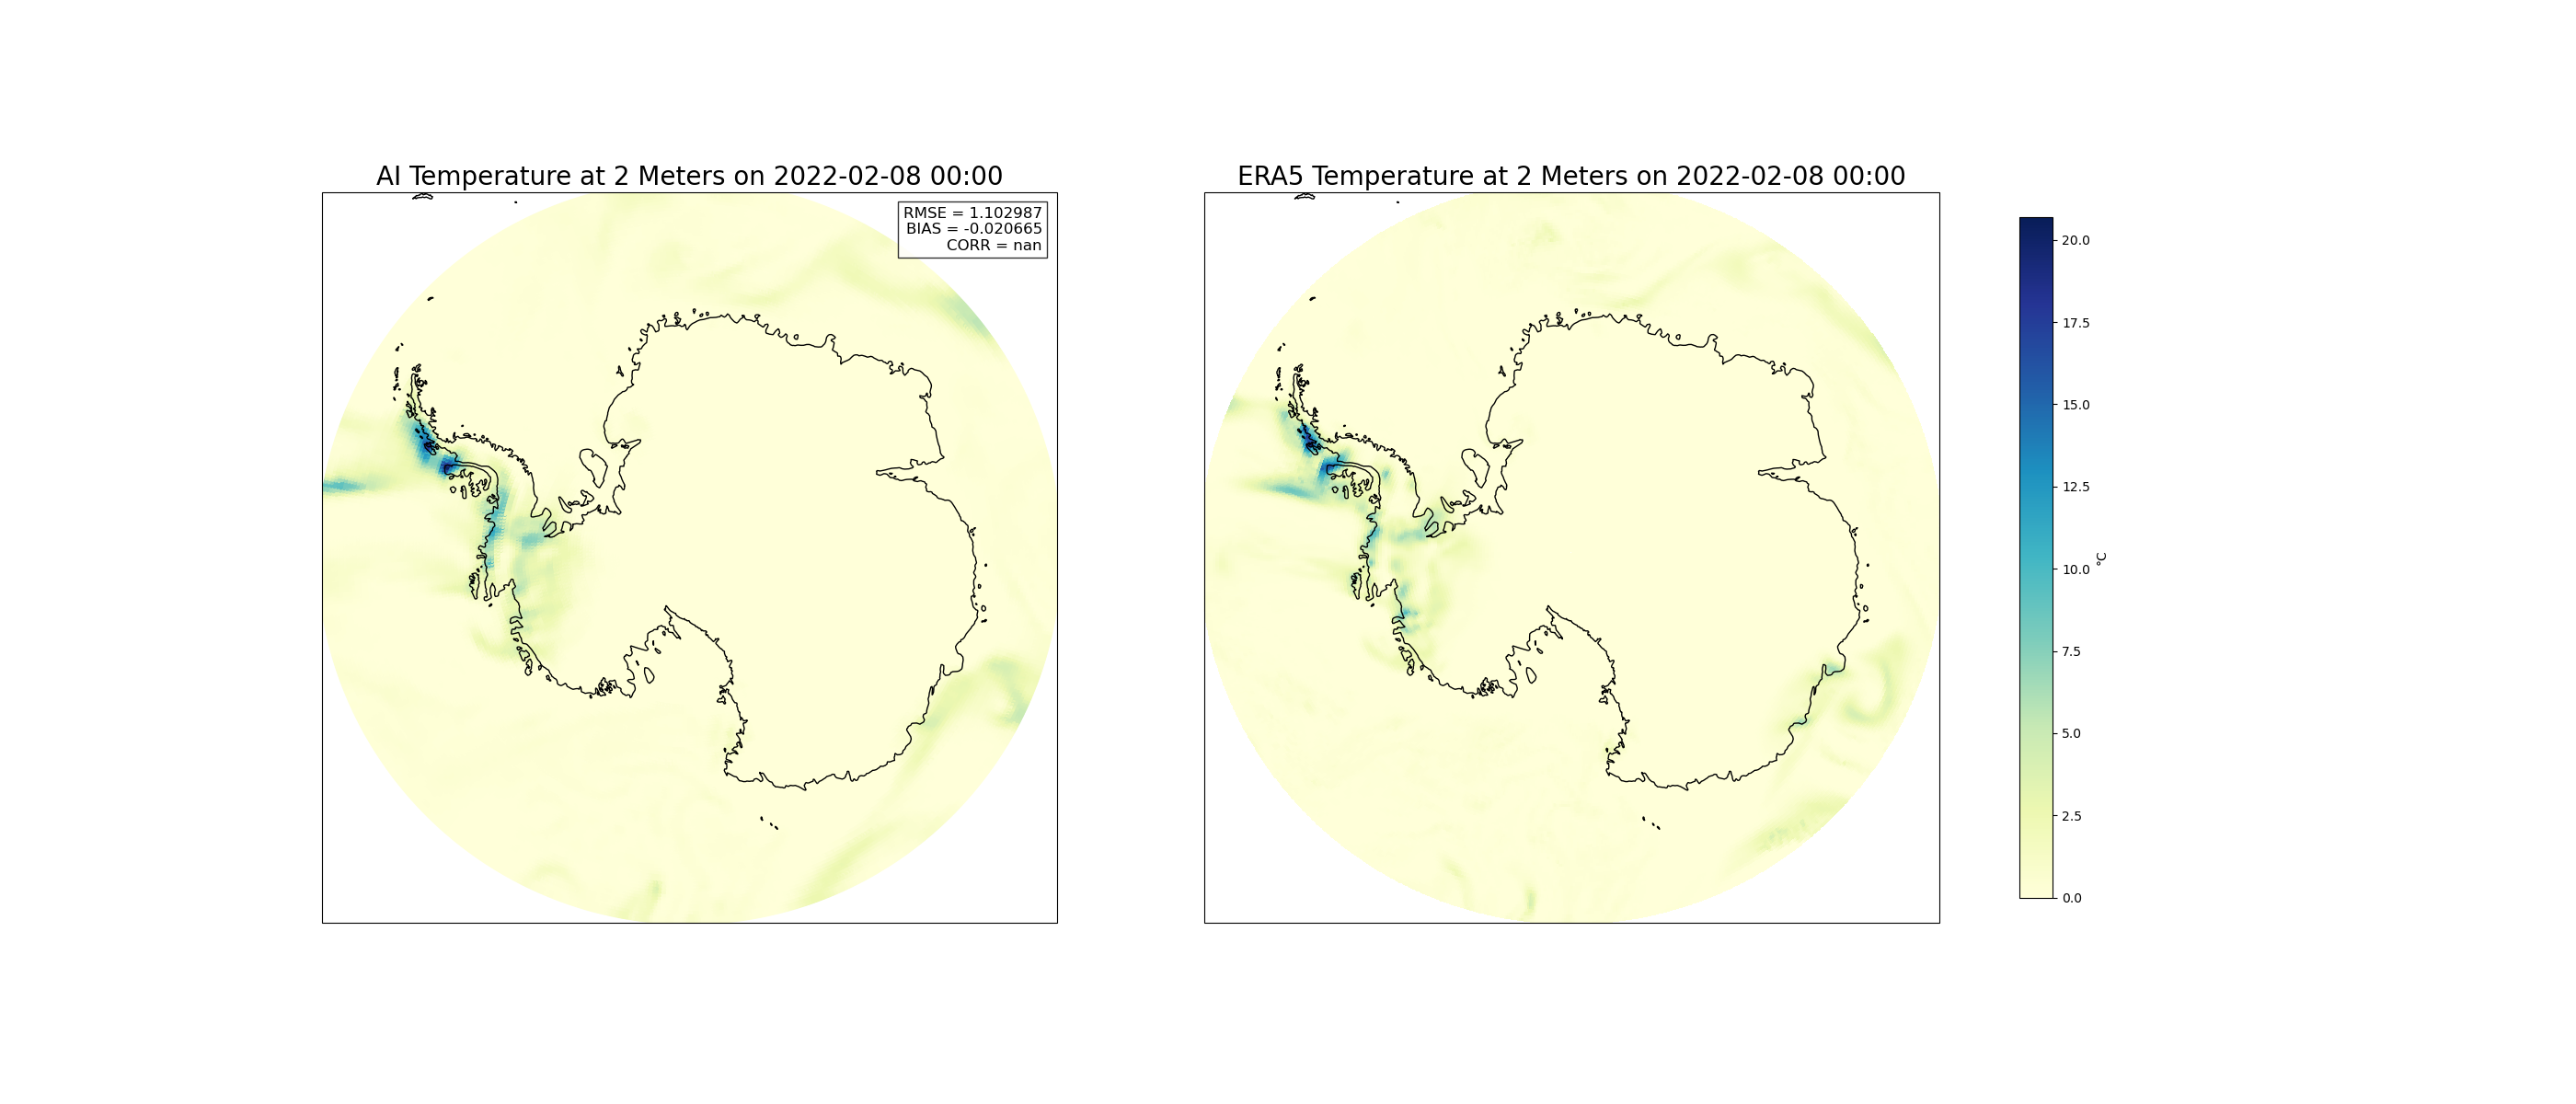 AI Temperature at 2 Meters on 2022-02-08 00:00
RMSE = 1.102987
BIAS = -0.020665
CORR = nan
ERA5 Temperature at 2 Meters on 2022-02-08 00:00
20.0
17.5
15.0
12.5
10.0
7.5
5.0
2.5
0.0
°C